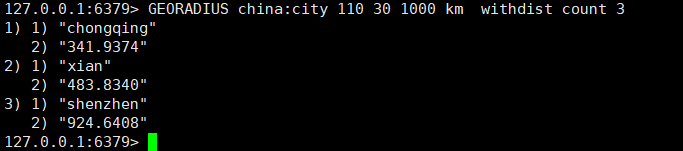 127.0.0.1:6379> GEORADIUS china:city 110 30 1000 km  withdist count 3
1) 1) "chongqing"
   2) "341.9374"
2) 1) "xian"
   2) "483.8340"
3) 1) "shenzhen"
   2) "924.6408"
127.0.0.1:6379>